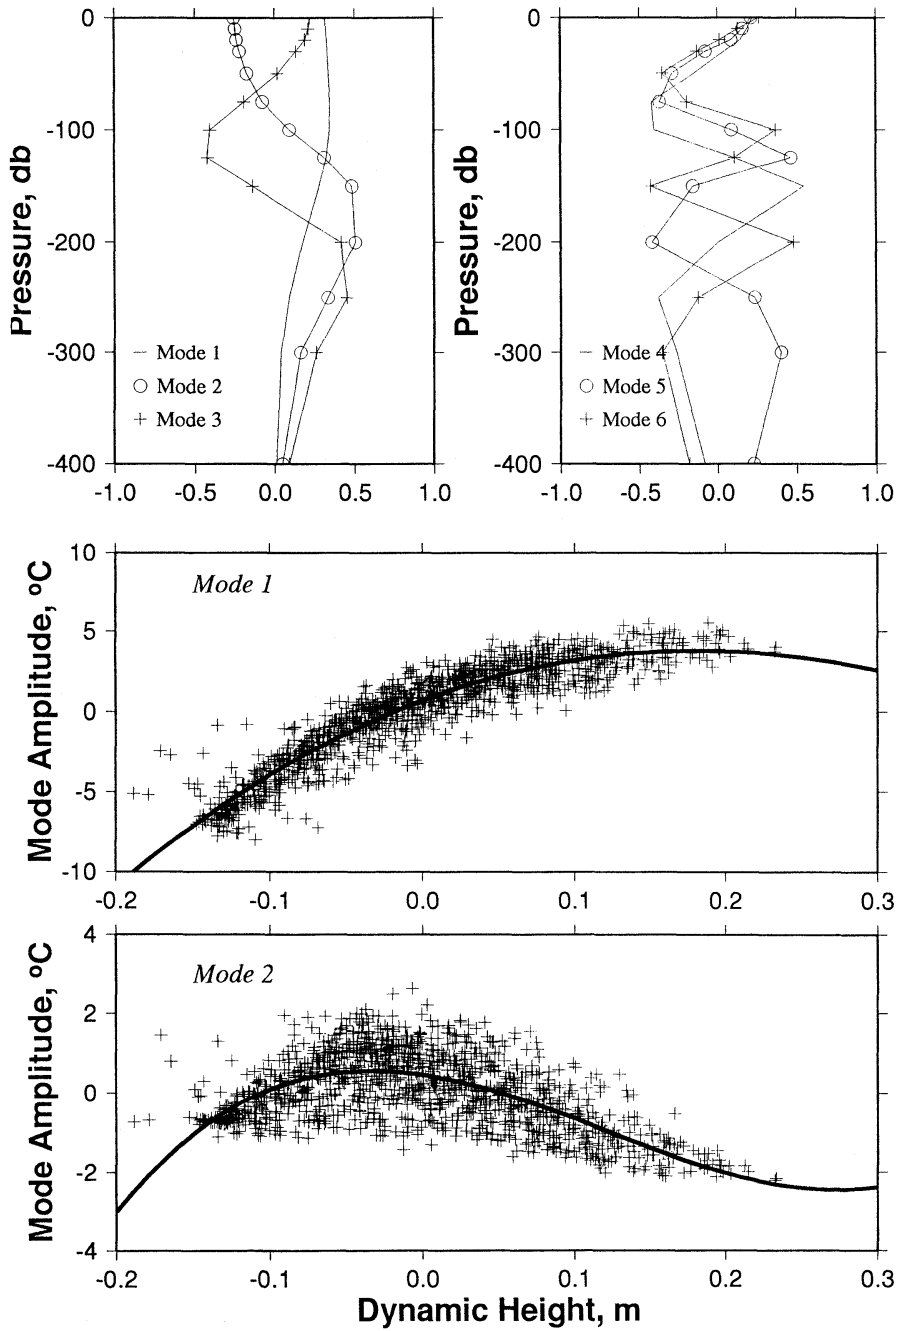 0
-100
-200
-300
-400
Pressure, db
Mode 1
Mode 2
Mode 3
-1.0 -0.5 0.0 0.5 1.0
0
-100
-200
-300
-400
Pressure, db
Mode 4
Mode 5
Mode 6
-1.0 -0.5 0.0 0.5 1.0
10
5
0
-5
-10
Mode Amplitude, ºC
Mode 1
-0.2 -0.1 0.0 0.1 0.2 0.3
4
2
0
-2
-4
Mode Amplitude, ºC
Mode 2
-0.2 -0.1 0.0 0.1 0.2 0.3
Dynamic Height, m